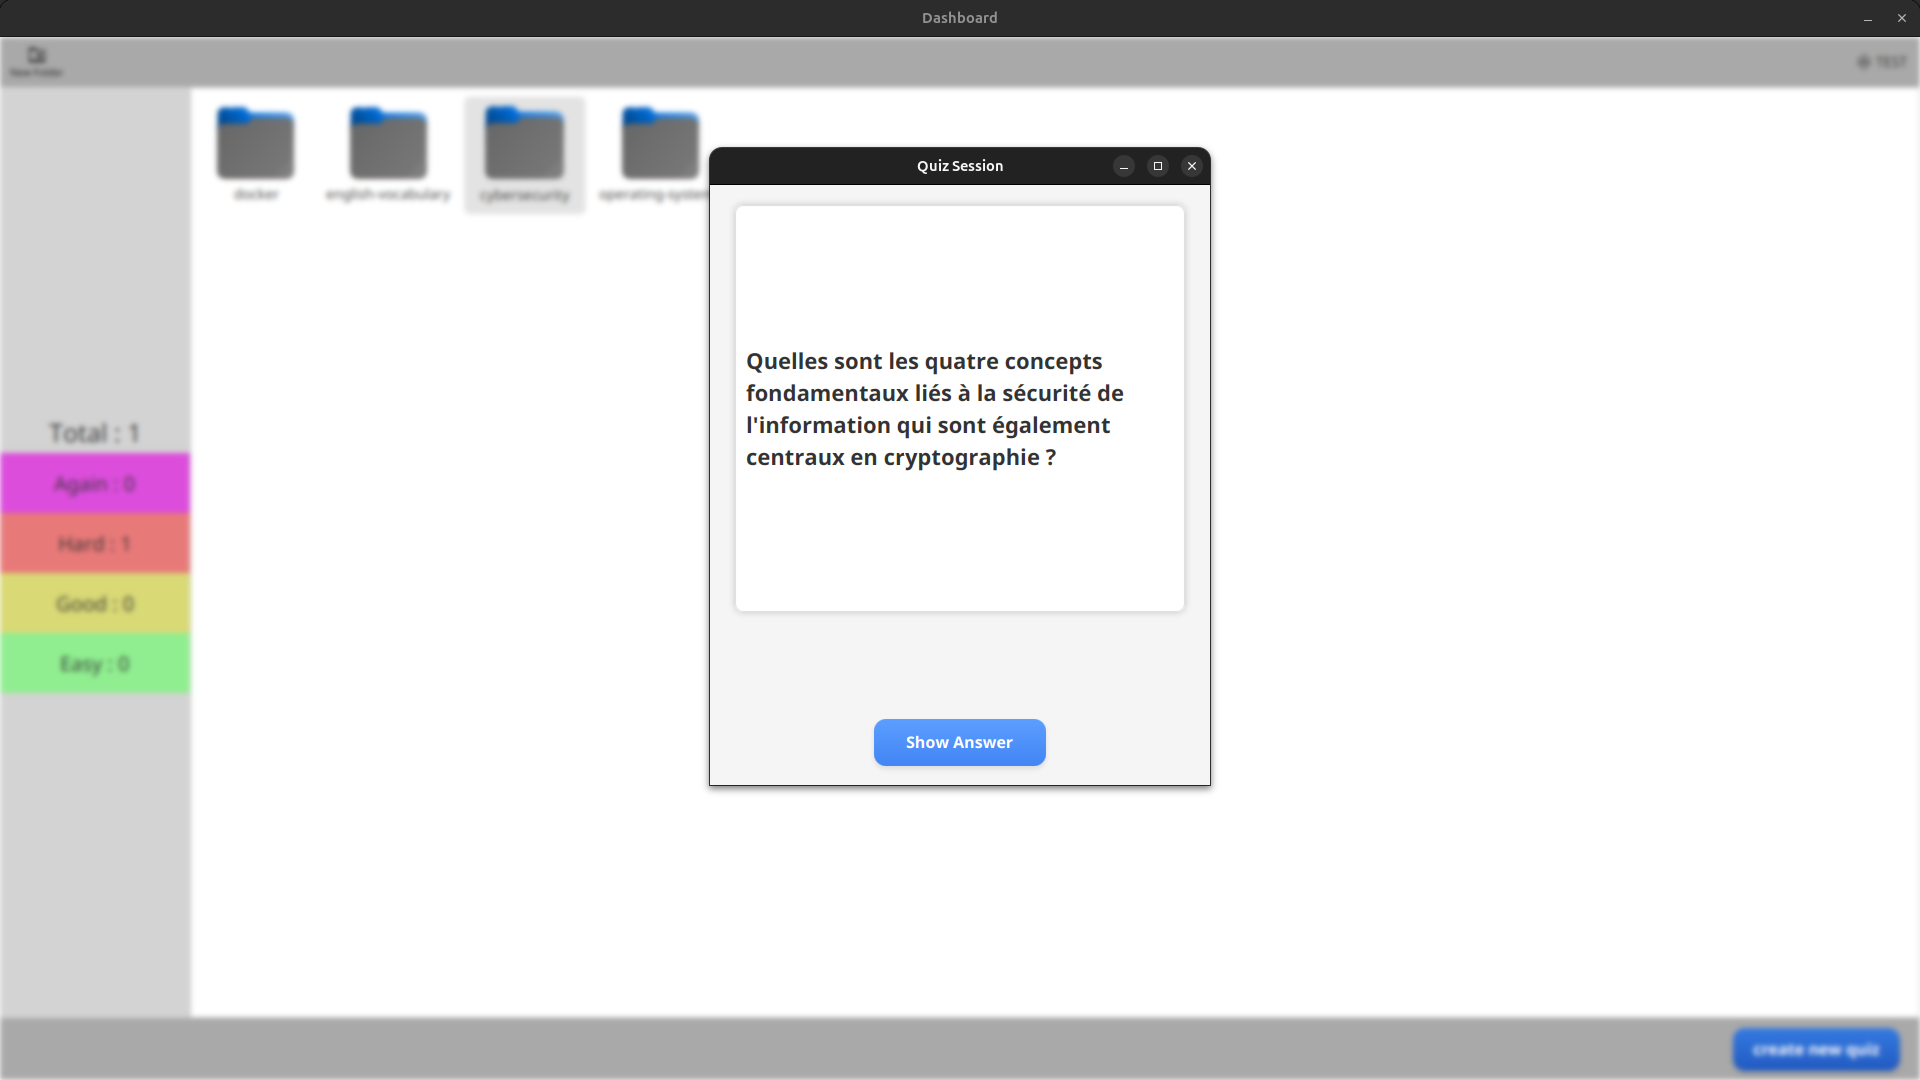 Dashboard
New Folder
TEST
docker
english-vocabulary
cybersecurity
Quiz Session
Quelles sont les quatre concepts
fondamentaux liés à la sécurité de
l'information qui sont également
centraux en cryptographie ?
Show Answer
Total : 1
Again : 0
Hard : 1
Good : 0
Easy : 0
create new quiz